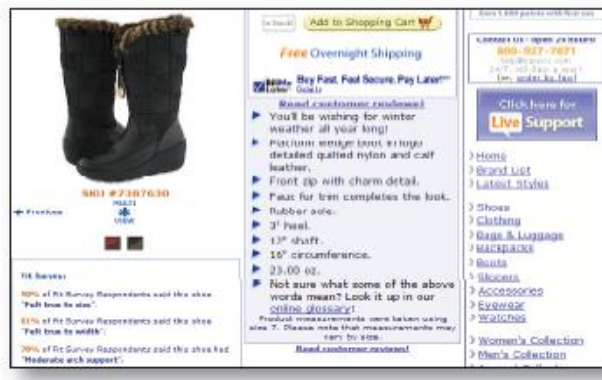 SKU #7387630
MULTI
VIEW
Fit Survey:
90% of Fit Survey Respondents said this shoe
"Felt true to size".
81% of Fit Survey Respondents said this shoe
"Felt true to width".
79% of Fit Survey Respondents said this shoe had
"Moderate arch support".
In Stock!
Add to Shopping Cart
Free Overnight Shipping
Bill Me Later
Buy Fast. Feel Secure. Pay Later
Details
Read customer reviews!
You'll be wishing for winter
weather all year long!
Platform wedge boot in logo
detailed quilted nylon and calf
leather.
Front zip with charm detail.
Faux fur trim completes the look.
Rubber sole.
3" heel.
13" shaft.
16" circumference.
23.00 oz.
Not sure what some of the above
words mean? Look it up in our
online glossary!
Product measurements were taken using
size 7. Please note that measurements may
vary by size.
Read customer reviews!
Contact Us - open 24 hours!
800-927-7671
Click here for
Live Support
Home
Brand List
Latest Styles
Shoes
Clothing
Bags & Luggage
Backpacks
Boots
Slippers
Accessories
Eyewear
Watches
Women's Collection
Men's Collection